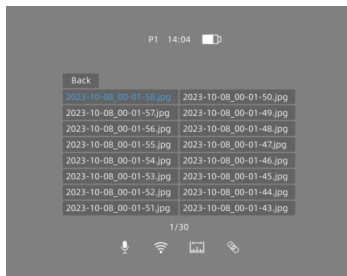 P1 14:04
Back
2023-10-08_00-01-58.jpg 2023-10-08_00-01-50.jpg
2023-10-08_00-01-57.jpg 2023-10-08_00-01-49.jpg
2023-10-08_00-01-56.jpg 2023-10-08_00-01-48.jpg
2023-10-08_00-01-55.jpg 2023-10-08_00-01-47.jpg
2023-10-08_00-01-54.jpg 2023-10-08_00-01-46.jpg
2023-10-08_00-01-53.jpg 2023-10-08_00-01-45.jpg
2023-10-08_00-01-52.jpg 2023-10-08_00-01-44.jpg
2023-10-08_00-01-51.jpg 2023-10-08_00-01-43.jpg
1/30